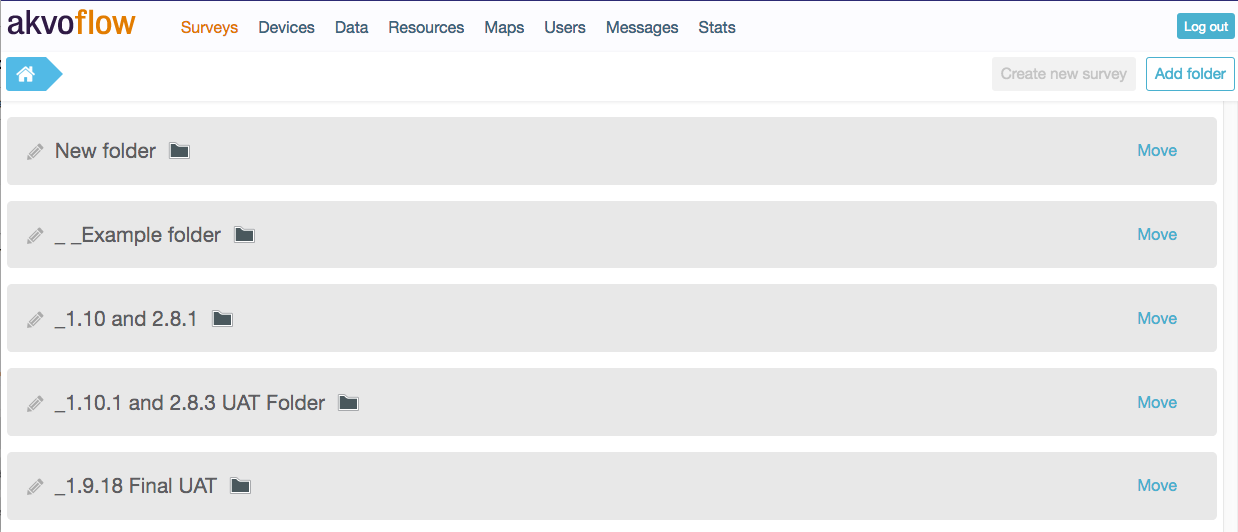 akvoflow Surveys Devices Data Resources Maps Users Messages Stats Log out
Create new survey Add folder
New folder Move
_ _Example folder Move
_1.10 and 2.8.1 Move
_1.10.1 and 2.8.3 UAT Folder Move
_1.9.18 Final UAT Move